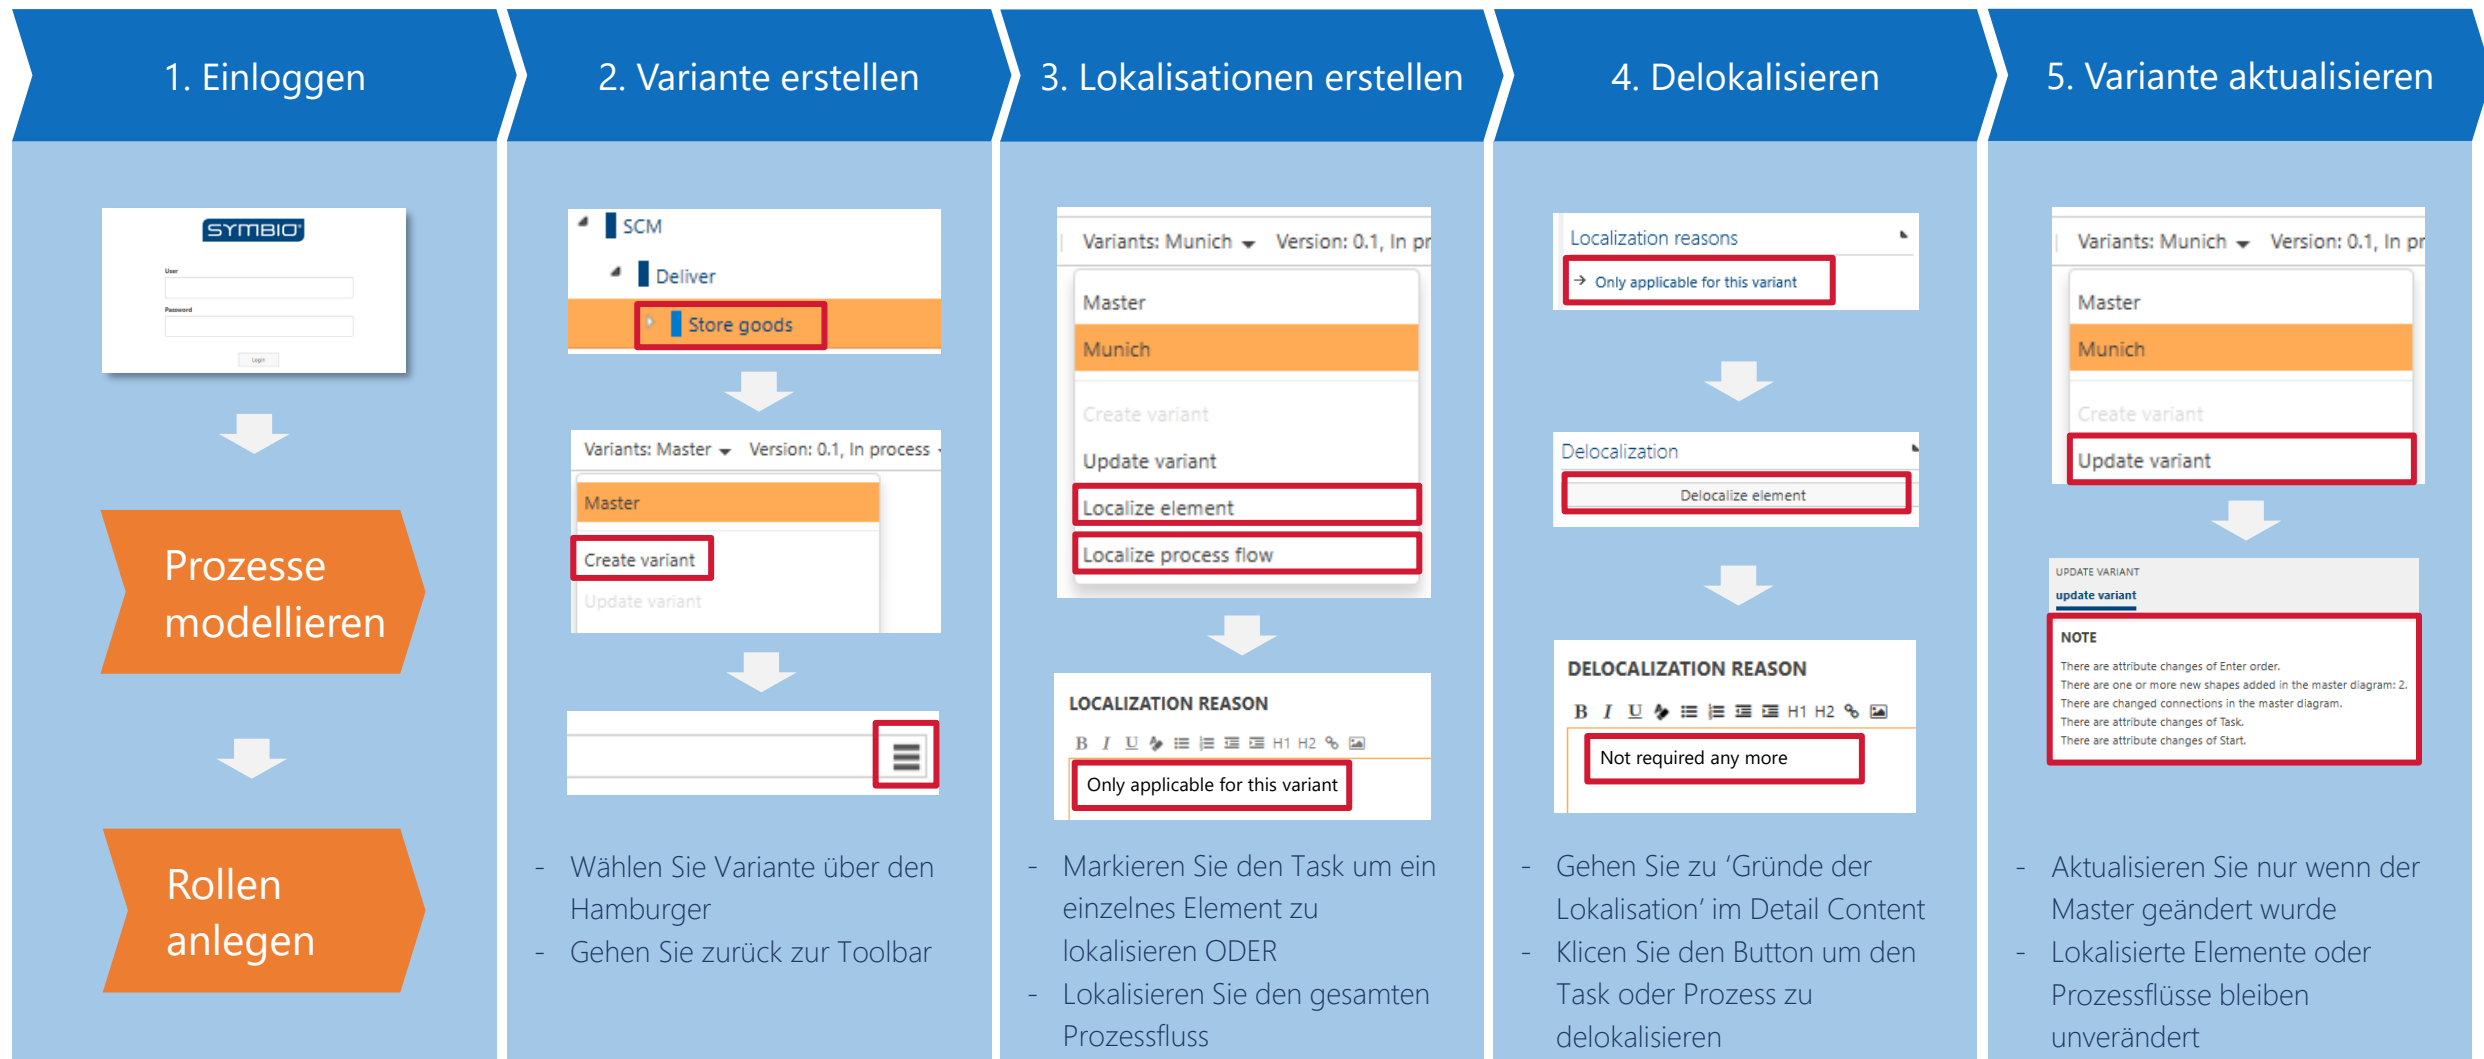 1. Einloggen
SYMBIO
User
Password
Login
Prozesse
modellieren
Rollen
anlegen
2. Variante erstellen
SCM
Deliver
Store goods
Variants: Master Version: 0.1, In process
Master
Create variant
Update variant
- Wählen Sie Variante über den
Hamburger
- Gehen Sie zurück zur Toolbar
3. Lokalisationen erstellen
Variants: Munich Version: 0.1, In pr
Master
Munich
Create variant
Update variant
Localize element
Localize process flow
LOCALIZATION REASON
B I U H1 H2
Only applicable for this variant
- Markieren Sie den Task um ein
einzelnes Element zu
lokalisieren ODER
- Lokalisieren Sie den gesamten
Prozessfluss
4. Delokalisieren
Localization reasons
→ Only applicable for this variant
Delocalization
Delocalize element
DELOCALIZATION REASON
B I U H1 H2
Not required any more
- Gehen Sie zu ‘Gründe der
Lokalisation’ im Detail Content
- Klicen Sie den Button um den
Task oder Prozess zu
delokalisieren
5. Variante aktualisieren
Variants: Munich Version: 0.1, In pr
Master
Munich
Create variant
Update variant
UPDATE VARIANT
update variant
NOTE
There are attribute changes of Enter order.
There are one or more new shapes added in the master diagram: 2.
There are changed connections in the master diagram.
There are attribute changes of Task.
There are attribute changes of Start.
- Aktualisieren Sie nur wenn der
Master geändert wurde
- Lokalisierte Elemente oder
Prozessflüsse bleiben
unverändert